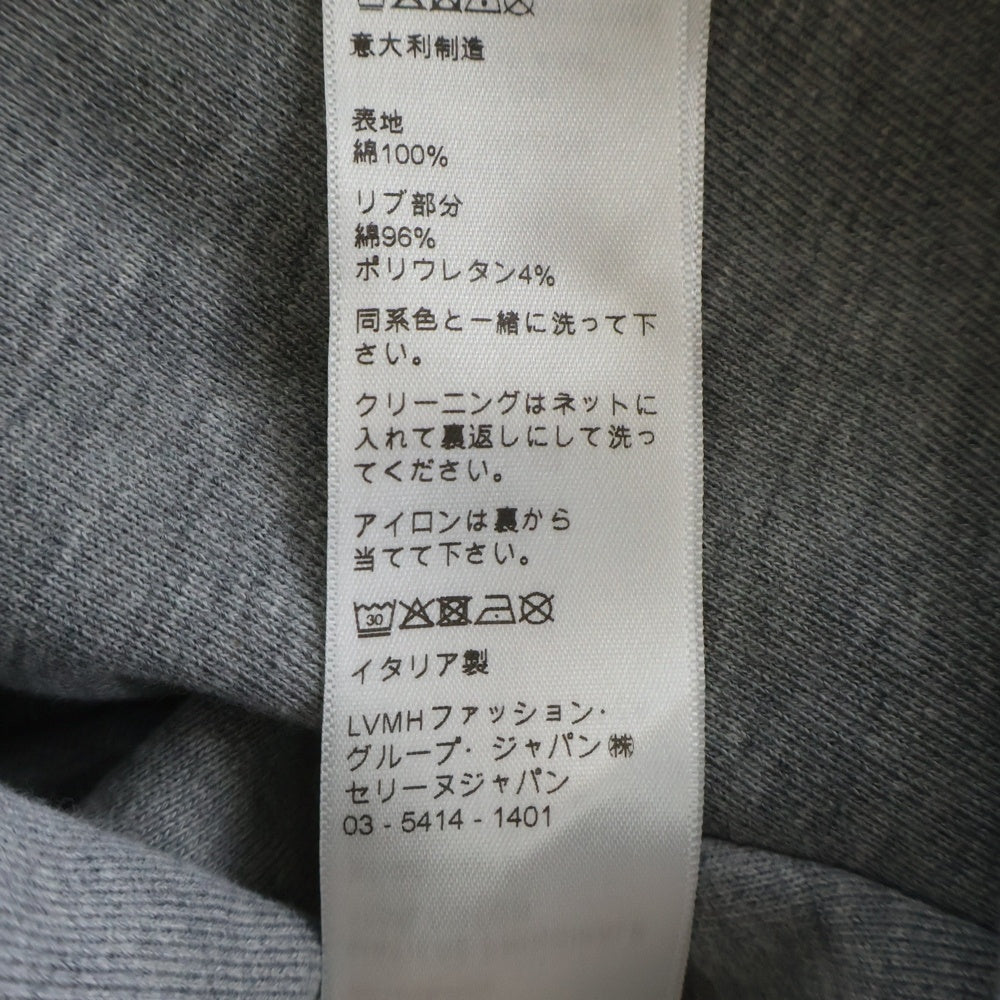 意大利制造
表地
綿100%
リブ部分
綿96%
ポリウレタン4%
同系色と一緒に洗って下
さい。
クリーニングはネットに
入れて裏返しにして洗っ
てください。
アイロンは裏から
当てて下さい。
30
イタリア製
LVMHファッション・
グループ・ジャパン㈱
セリーヌジャパン
03 - 5414 - 1401